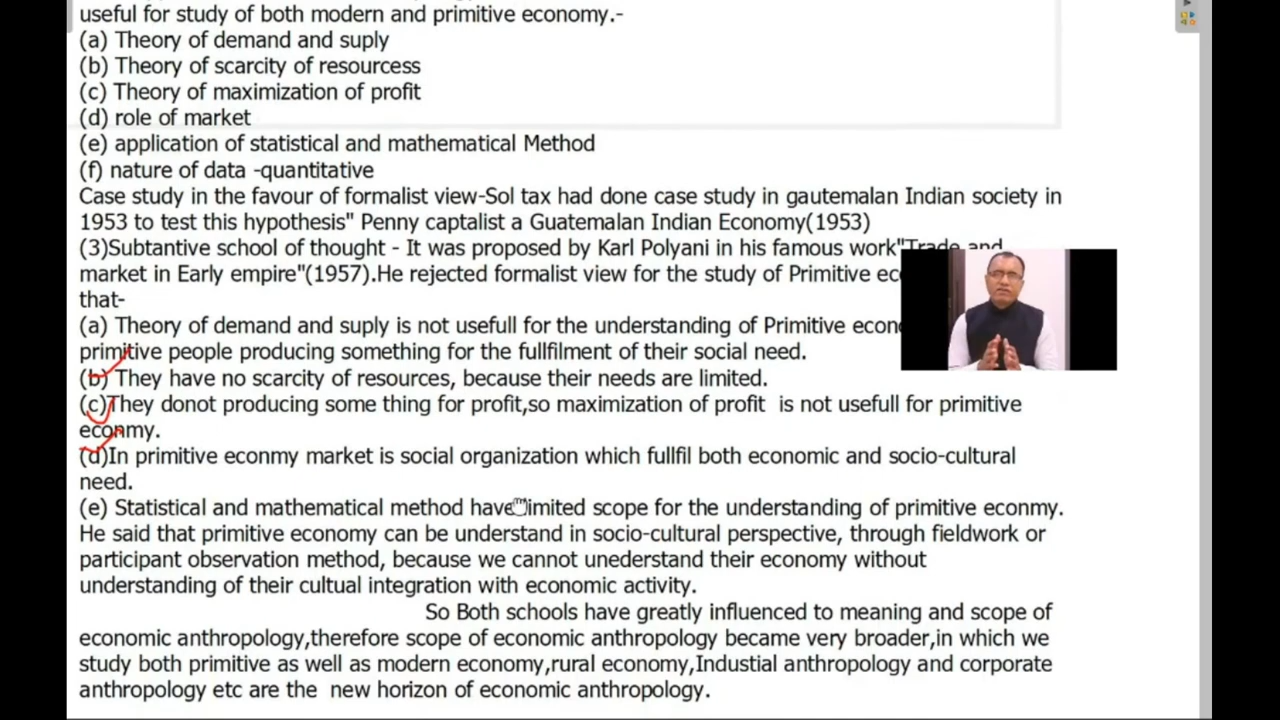 useful for study of both modern and primitive economy.-
(a) Theory of demand and suply
(b) Theory of scarcity of resourcess
(c) Theory of maximization of profit
(d) role of market
(e) application of statistical and mathematical Method
(f) nature of data -quantitative
Case study in the favour of formalist view-Sol tax had done case study in gautemalan Indian society in
1953 to test this hypothesis" Penny captalist a Guatemalan Indian Economy(1953)
(3)Subtantive school of thought - It was proposed by Karl Polyani in his famous work"Trade and
market in Early empire"(1957).He rejected formalist view for the study of Primitive
that-
(a) Theory of demand and suply is not usefull for the understanding of Primitive
primitive people producing something for the fullfilment of their social need.
(b) They have no scarcity of resources, because their needs are limited.
(c)They donot producing some thing for profit,so maximization of profit is not usefull for primitive
econmy.
(d)In primitive econmy market is social organization which fullfil both economic and socio-cultural
need.
(e) Statistical and mathematical method have limited scope for the understanding of primitive econmy.
He said that primitive economy can be understand in socio-cultural perspective, through fieldwork or
participant observation method, because we cannot unederstand their economy without
understanding of their cultual integration with economic activity.
So Both schools have greatly influenced to meaning and scope of
economic anthropology,therefore scope of economic anthropology became very broader,in which we
study both primitive as well as modern economy,rural economy,Industial anthropology and corporate
anthropology etc are the new horizon of economic anthropology.